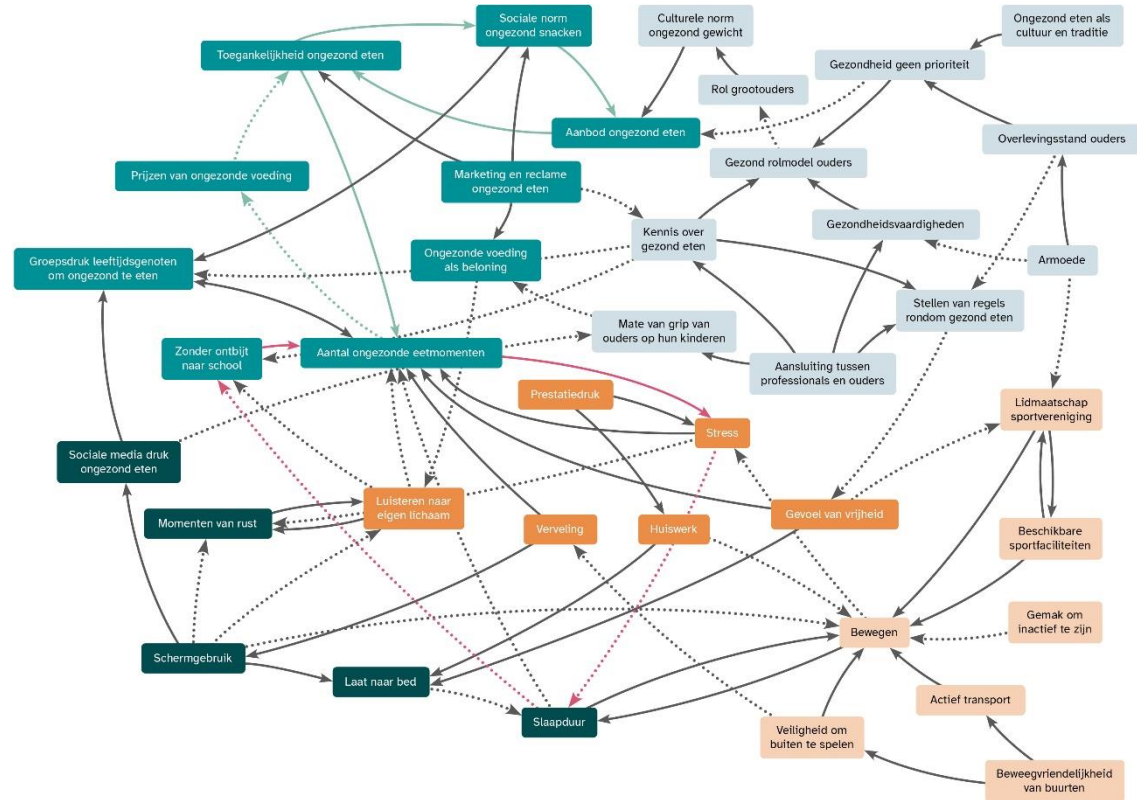 Sociale norm
ongezond snacken
Culturele norm
ongezond gewicht
Ongezond eten als
cultuur en traditie
Toegankelijkheid ongezond eten
Gezondheid geen prioriteit
Rol grootouders
Aanbod ongezond eten
Overlevingsstand ouders
Gezond rolmodel ouders
Prijzen van ongezonde voeding
Marketing en reclame
ongezond eten
Kennis over
gezond eten
Gezondheidsvaardigheden
Groepsdruk leeftijdsgenoten
om ongezond te eten
Ongezonde voeding
als beloning
Armoede
Stellen van regels
rondom gezond eten
Mate van grip van
ouders op hun kinderen
Zonder ontbijt
naar school
Aantal ongezonde eetmomenten
Aansluiting tussen
professionals en ouders
Prestatiedruk
Lidmaatschap
sportvereniging
Stress
Sociale media druk
ongezond eten
Luisteren naar
eigen lichaam
Gevoel van vrijheid
Momenten van rust
Verveling
Huiswerk
Beschikbare
sportfaciliteiten
Gemak om
inactief te zijn
Bewegen
Schermgebruik
Laat naar bed
Actief transport
Slaapduur
Veiligheid om
buiten te spelen
Beweegvriendelijkheid
van buurten